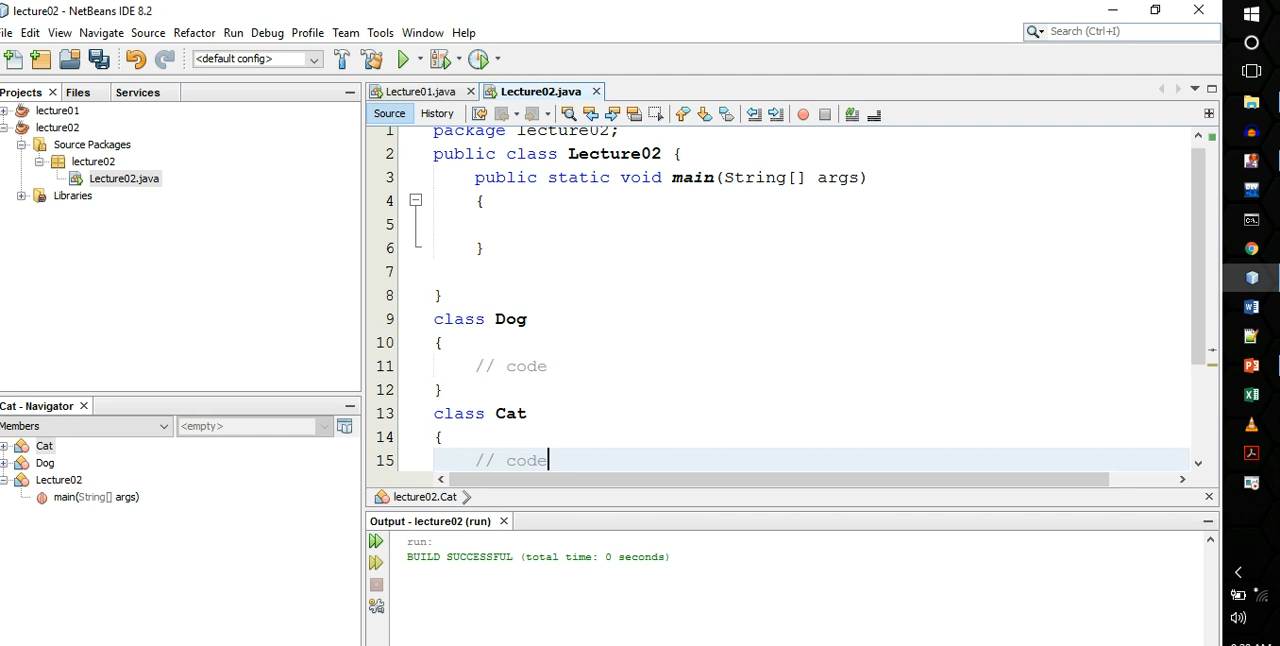 lecture02 - NetBeans IDE 8.2
ile Edit View Navigate Source Refactor Run Debug Profile Team Tools Window Help
Search (Ctrl+I)
<default config>
Projects
Files
Services
lecture01
lecture02
Source Packages
lecture02
Lecture02.java
Libraries
Cat - Navigator
Members
<empty>
Cat
Dog
Lecture02
main(String[] args)
Lecture01.java
Lecture02.java
Source
History
1 package lecture02;
2 public class Lecture02 {
3 public static void main(String[] args)
4 {
5
6 }
7
8 }
9 class Dog
10 {
11 // code
12 }
13 class Cat
14 {
15 // code
lecture02.Cat
Output - lecture02 (run)
run:
BUILD SUCCESSFUL (total time: 0 seconds)